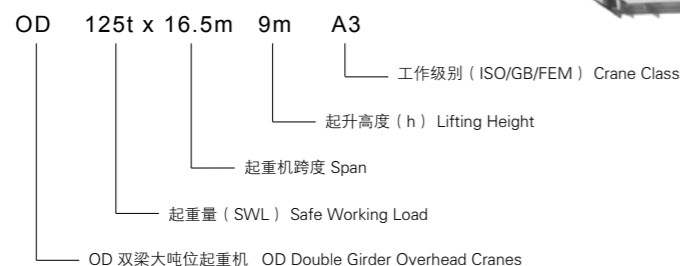 OD 125t x 16.5m 9m A3
工作级别（ISO/GB/FEM）Crane Class
起升高度（h）Lifting Height
起重机跨度 Span
起重量（SWL）Safe Working Load
OD 双梁大吨位起重机 OD Double Girder Overhead Cranes